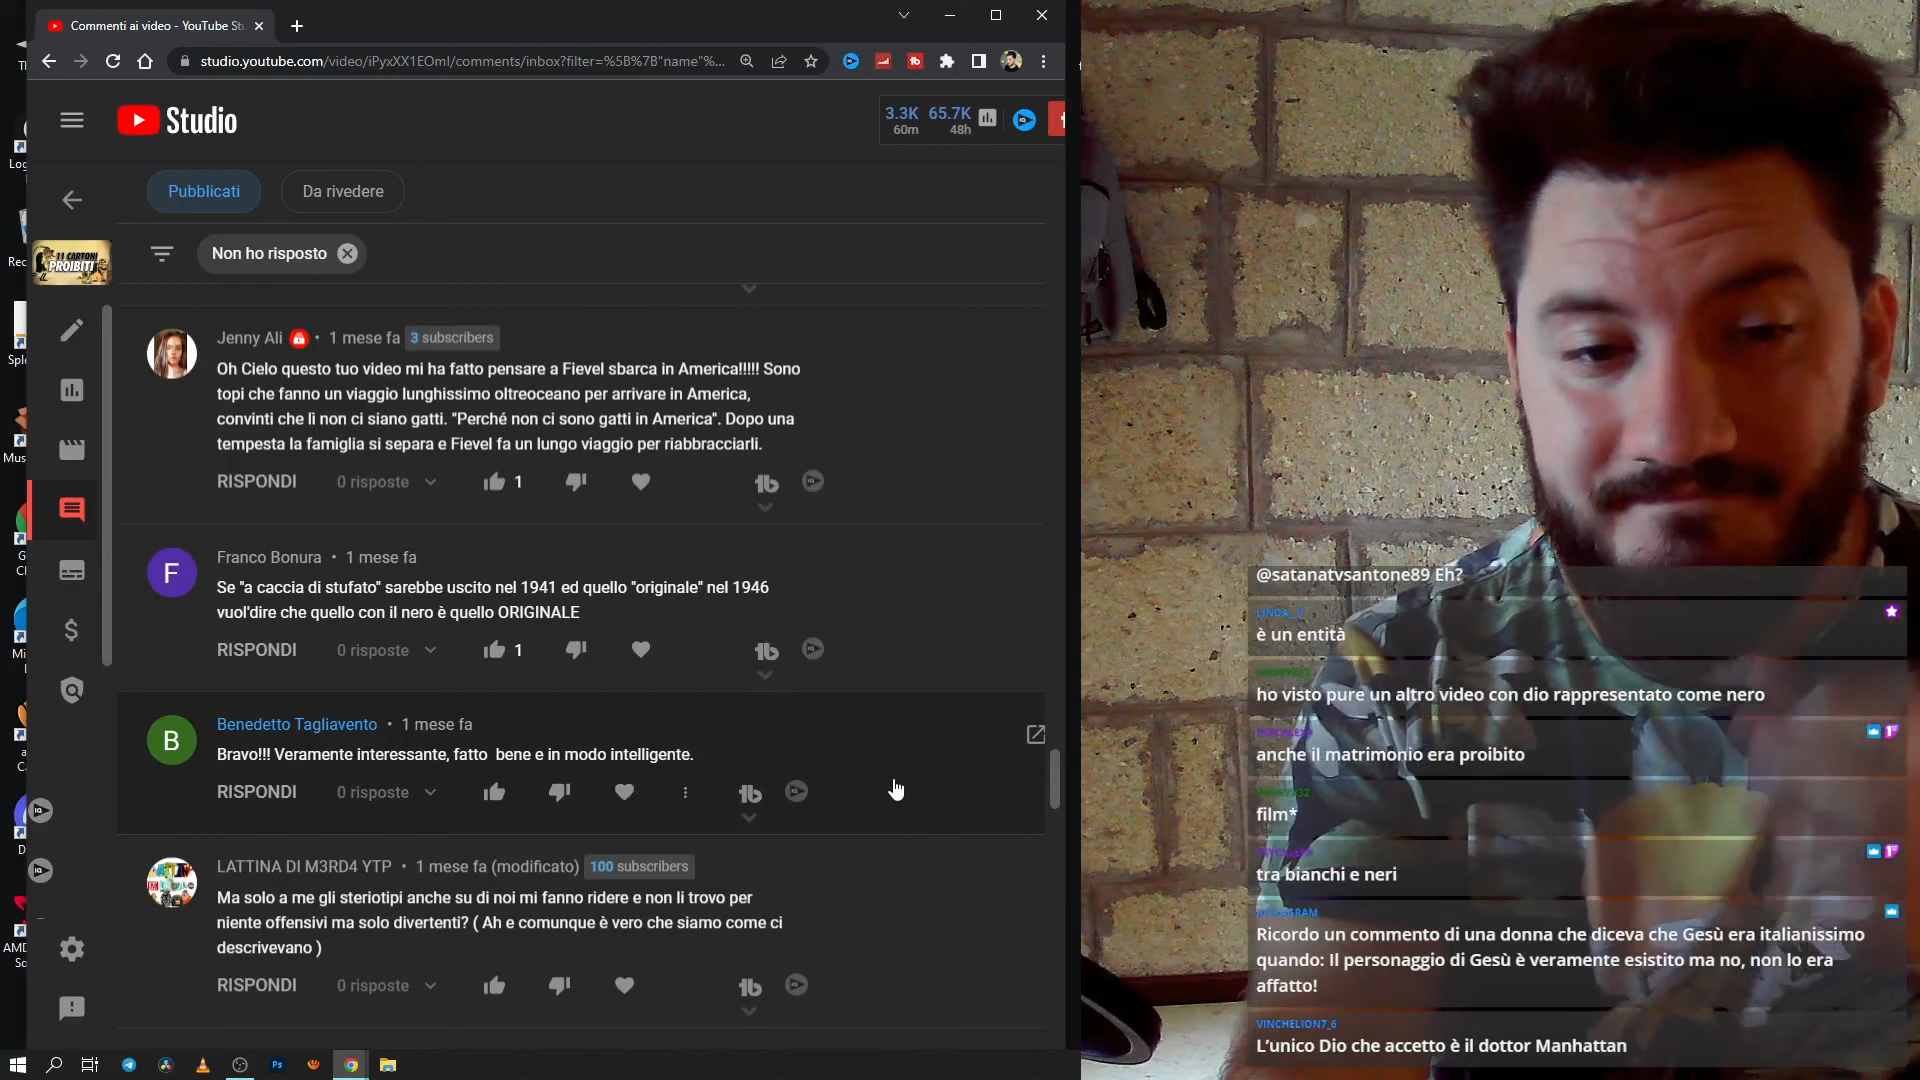 Commenti ai video - YouTube Stu
studio.youtube.com/video/iPyxXX1EOmI/comments/inbox?filter=%5B%7B"name"%...
Studio
3.3K 65.7K
60m 48h
Pubblicati
Da rivedere
11 CARTONI
PROIBITI
Non ho risposto
Jenny Ali • 1 mese fa 3 subscribers
Oh Cielo questo tuo video mi ha fatto pensare a Fievel sbarca in America!!!!! Sono
topi che fanno un viaggio lunghissimo oltreoceano per arrivare in America,
convinti che lì non ci siano gatti. "Perché non ci sono gatti in America". Dopo una
tempesta la famiglia si separa e Fievel fa un lungo viaggio per riabbracciarli.
RISPONDI 0 risposte 1
F
Franco Bonura • 1 mese fa
Se "a caccia di stufato" sarebbe uscito nel 1941 ed quello "originale" nel 1946
vuol'dire che quello con il nero è quello ORIGINALE
RISPONDI 0 risposte 1
B
Benedetto Tagliavento • 1 mese fa
Bravo!!! Veramente interessante, fatto bene e in modo intelligente.
RISPONDI 0 risposte
LATTINA DI M3RD4 YTP • 1 mese fa (modificato) 100 subscribers
Ma solo a me gli steriotipi anche su di noi mi fanno ridere e non li trovo per
niente offensivi ma solo divertenti? ( Ah e comunque è vero che siamo come ci
descrivevano )
RISPONDI 0 risposte
@satanatvsantone89 Eh?
è un entità
ho visto pure un altro video con dio rappresentato come nero
anche il matrimonio era proibito
film*
tra bianchi e neri
Ricordo un commento di una donna che diceva che Gesù era italianissimo
quando: Il personaggio di Gesù è veramente esistito ma no, non lo era
affatto!
VINCHELION7_6
L'unico Dio che accetto è il dottor Manhattan